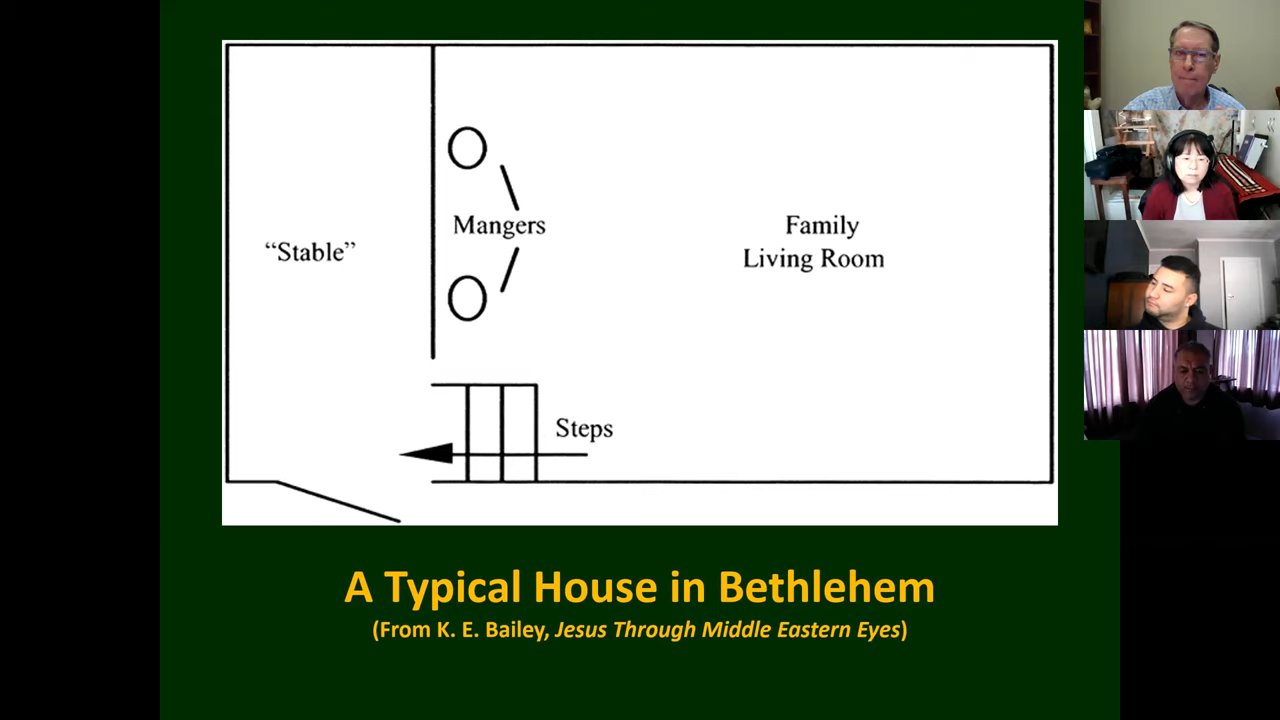 "Stable"
Mangers
Family
Living Room
Steps
A Typical House in Bethlehem
(From K. E. Bailey, Jesus Through Middle Eastern Eyes)